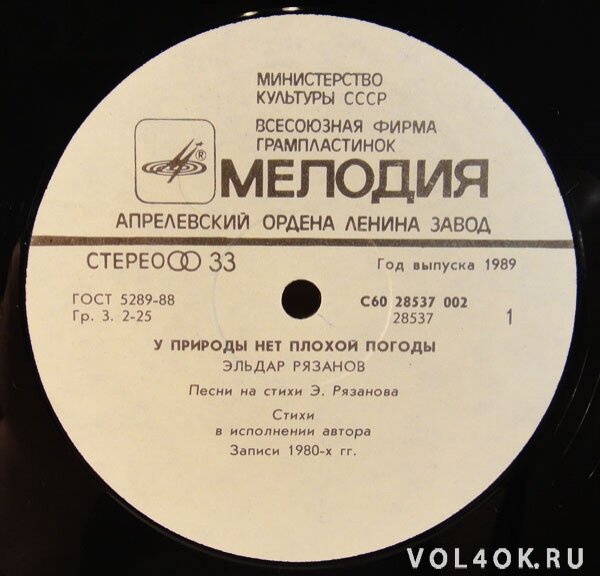 МИНИСТЕРСТВО
КУЛЬТУРЫ СССР
ВСЕСОЮЗНАЯ ФИРМА
ГРАМПЛАСТИНОК
®
МЕЛОДИЯ
АПРЕЛЕВСКИЙ ОРДЕНА ЛЕНИНА ЗАВОД
СТЕРЕО 33
Год выпуска 1989
ГОСТ 5289-88
Гр. 3. 2-25
С60 28537 002
28537
1
У ПРИРОДЫ НЕТ ПЛОХОЙ ПОГОДЫ
ЭЛЬДАР РЯЗАНОВ
Песни на стихи Э. Рязанова
Стихи
в исполнении автора
Записи 1980-х гг.
VOL4OK.RU